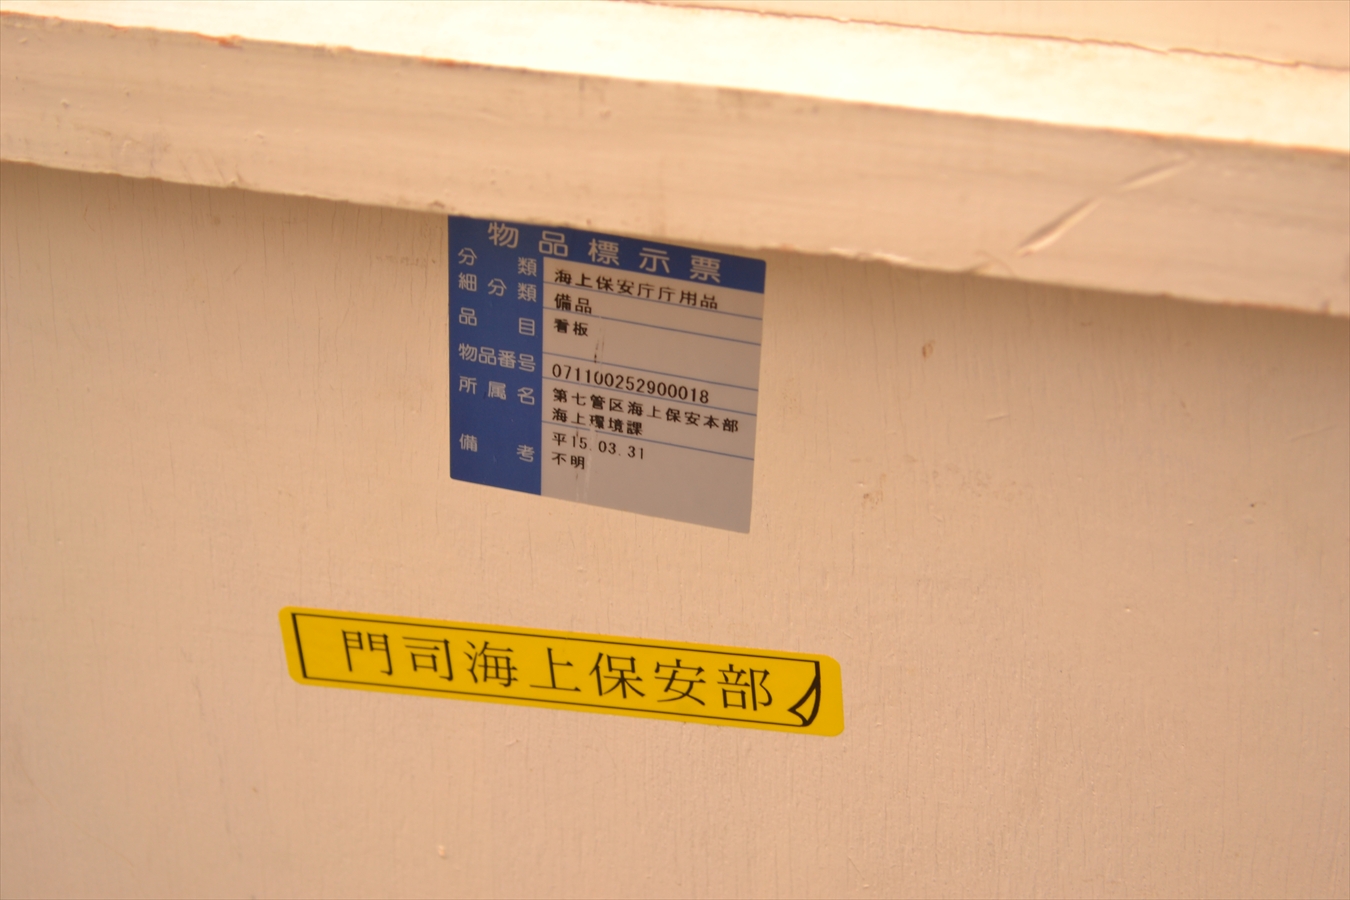 物品標示票
分類 海上保安庁庁用品
細分類 備品
品目 看板
物品番号 071100252900018
所属名 第七管区海上保安本部
海上環境課
備考 平15.03.31
不明
門司海上保安部